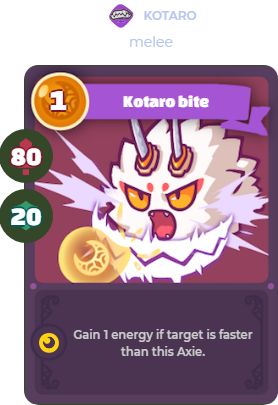 KOTARO
melee
1
Kotaro bite
80
20
Gain 1 energy if target is faster
than this Axie.